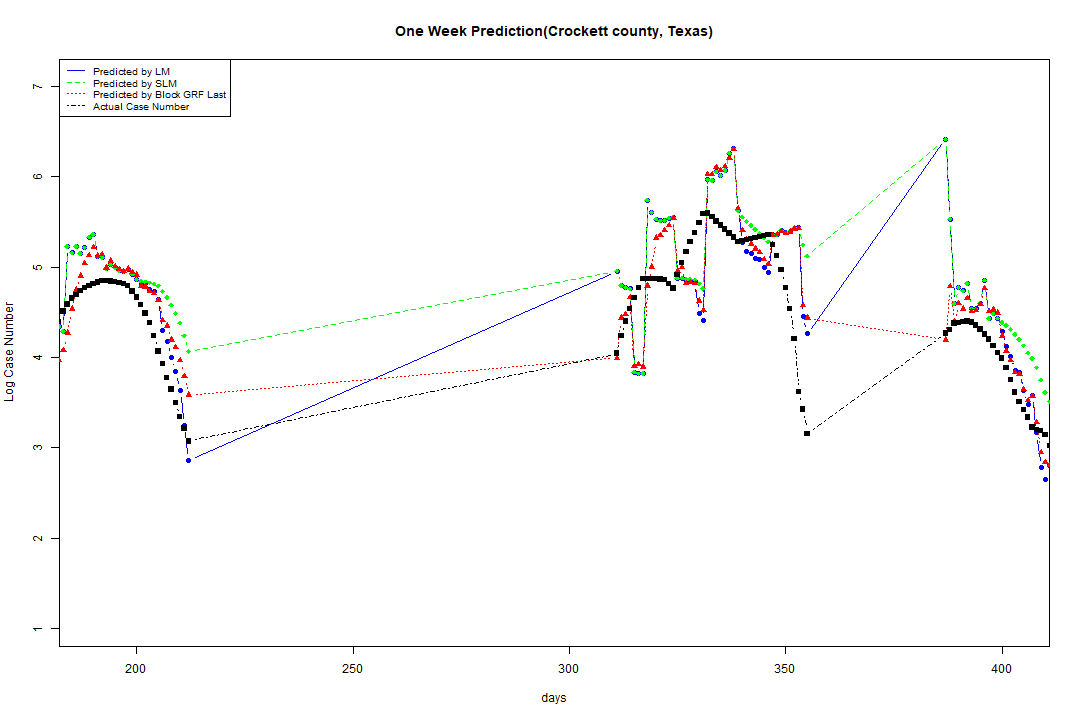 One Week Prediction(Crockett county, Texas)
Predicted by LM
Predicted by SLM
Predicted by Block GRF Last
Actual Case Number
7
6
5
4
3
2
1
Log Case Number
200 250 300 350 400
days